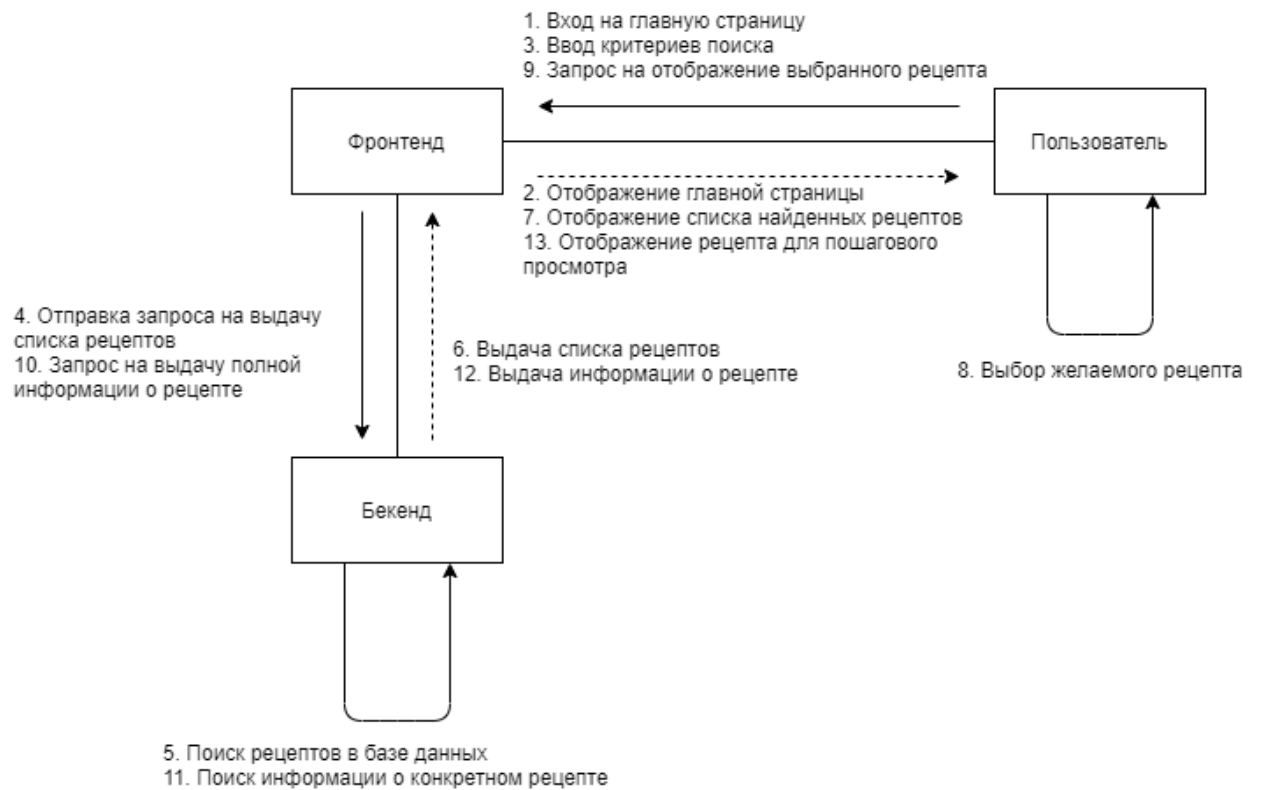 1. Вход на главную страницу
3. Ввод критериев поиска
9. Запрос на отображение выбранного рецепта
Фронтенд
Пользователь
2. Отображение главной страницы
7. Отображение списка найденных рецептов
13. Отображение рецепта для пошагового
просмотра
4. Отправка запроса на выдачу
списка рецептов
10. Запрос на выдачу полной
информации о рецепте
6. Выдача списка рецептов
12. Выдача информации о рецепте
8. Выбор желаемого рецепта
Бекенд
5. Поиск рецептов в базе данных
11. Поиск информации о конкретном рецепте